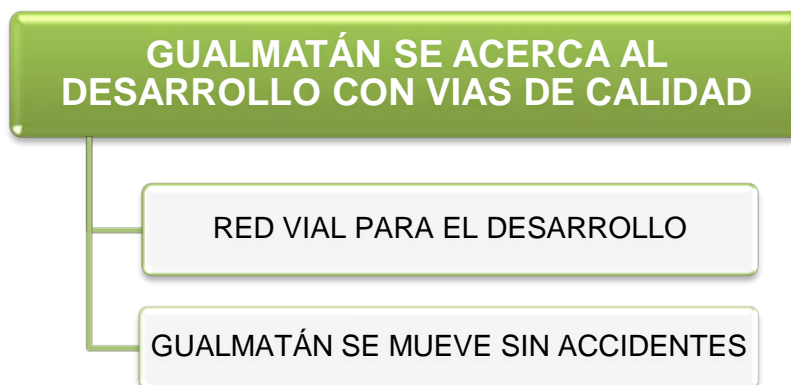 GUALMATÁN SE ACERCA AL
DESARROLLO CON VIAS DE CALIDAD
RED VIAL PARA EL DESARROLLO
GUALMATÁN SE MUEVE SIN ACCIDENTES